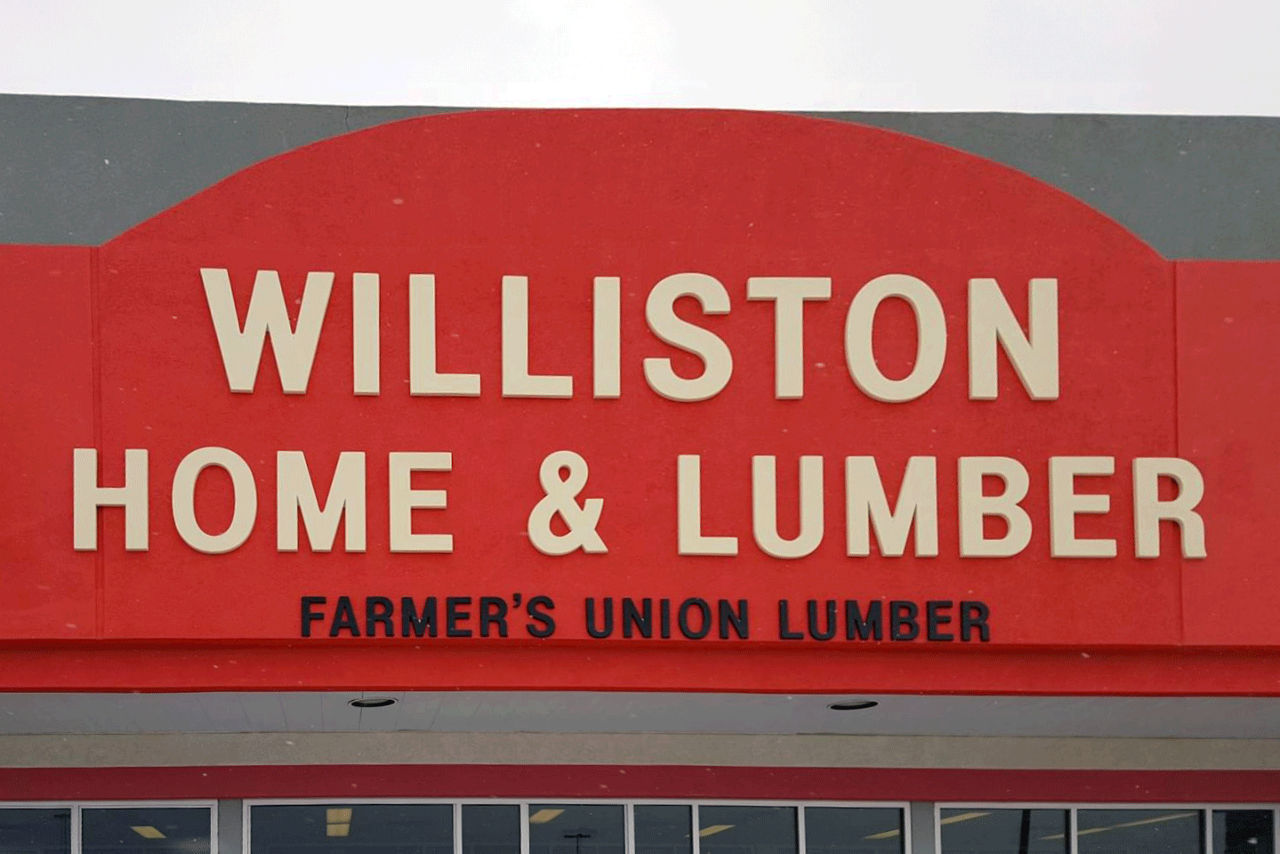 WILLISTON
HOME & LUMBER
FARMER'S UNION LUMBER